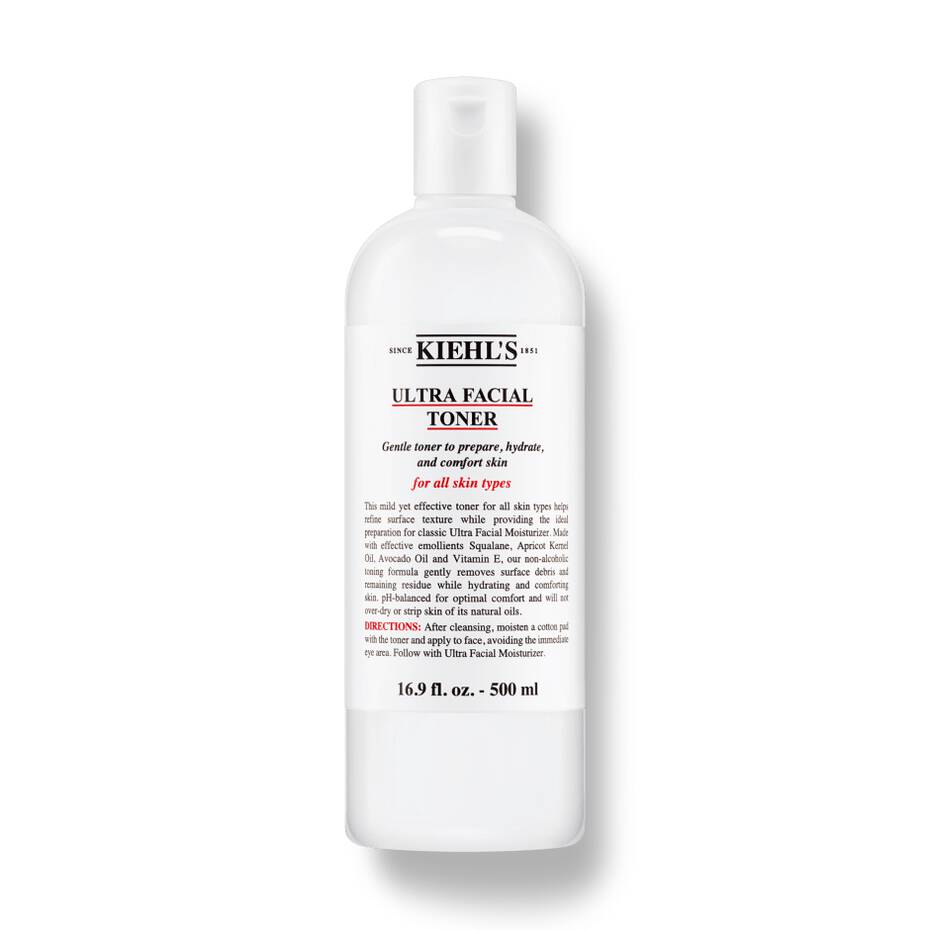 SINCE KIEHL'S 1851
ULTRA FACIAL
TONER
Gentle toner to prepare, hydrate,
and comfort skin
for all skin types
This mild yet effective toner for all skin types helps
refine surface texture while providing the ideal
preparation for classic Ultra Facial Moisturizer. Made
with effective emollients Squalane, Apricot Kernel
Oil, Avocado Oil and Vitamin E, our non-alcoholic
toning formula gently removes surface debris and
remaining residue while hydrating and comforting
skin. pH-balanced for optimal comfort and will not
over-dry or strip skin of its natural oils.
DIRECTIONS: After cleansing, moisten a cotton pad
with the toner and apply to face, avoiding the immediate
eye area. Follow with Ultra Facial Moisturizer.
16.9 fl. oz. - 500 ml